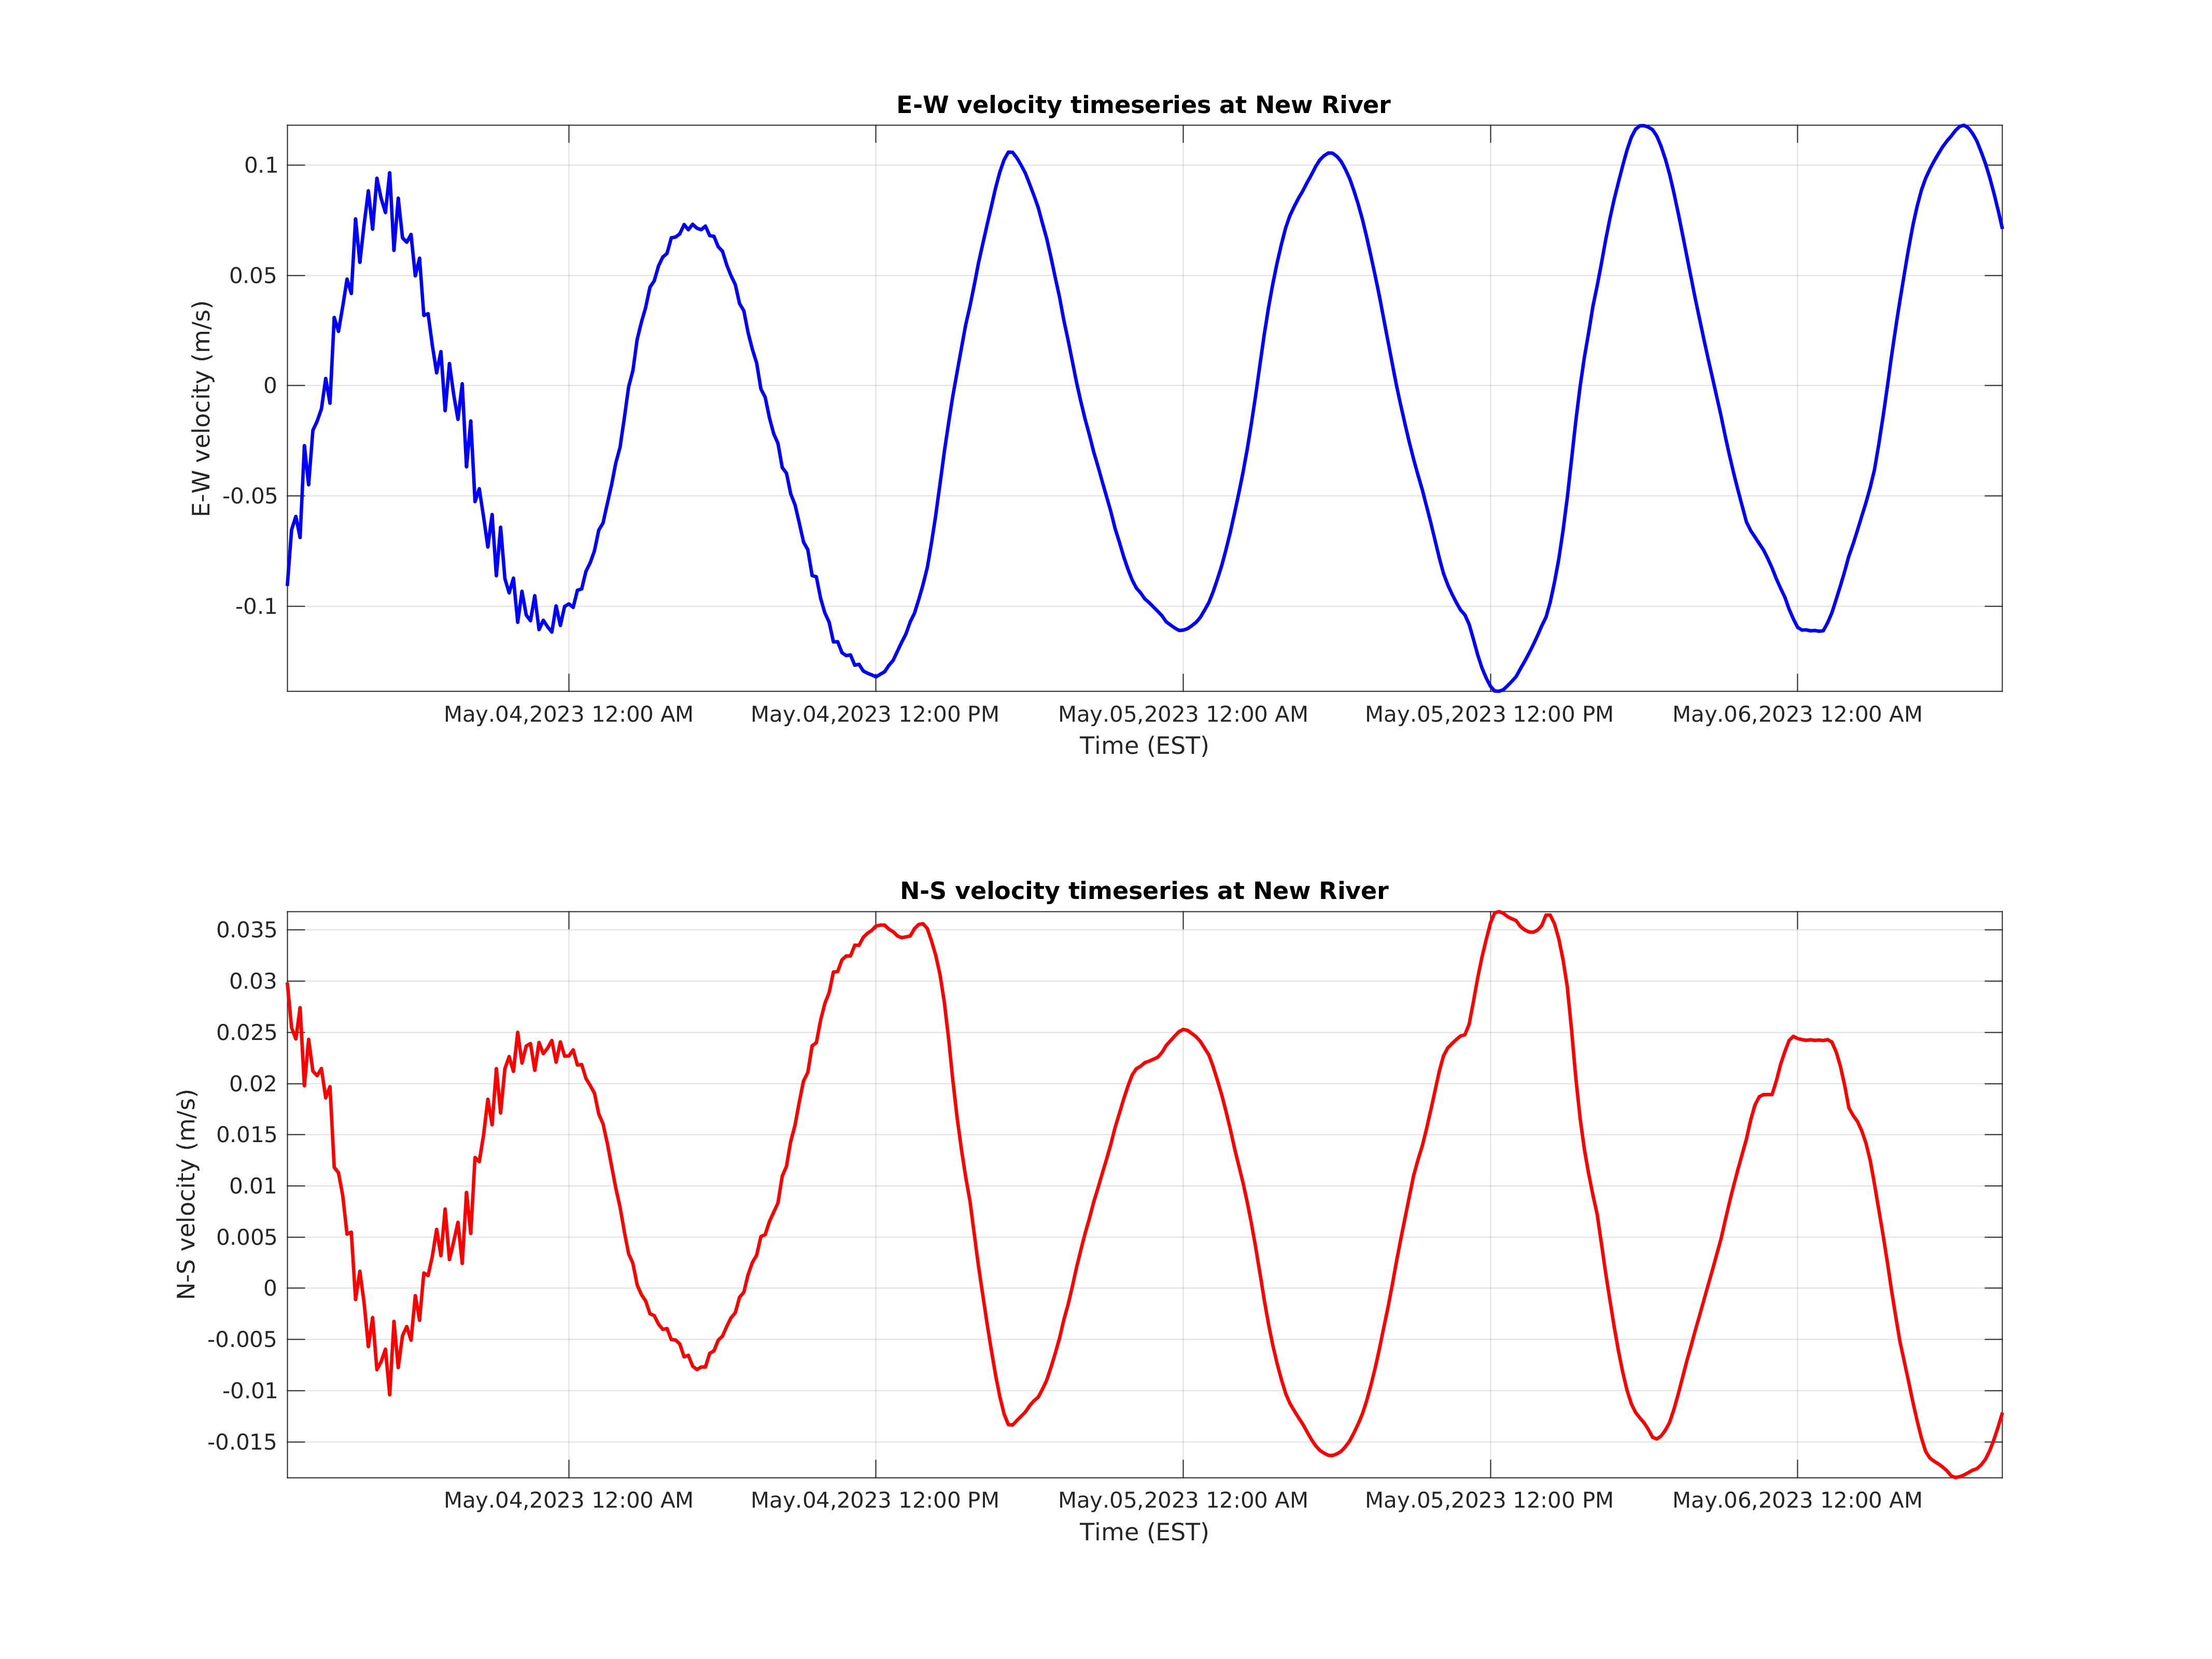 E-W velocity timeseries at New River
0.1
0.05
0
-0.05
-0.1
E-W velocity (m/s)
May.04,2023 12:00 AM May.04,2023 12:00 PM May.05,2023 12:00 AM May.05,2023 12:00 PM May.06,2023 12:00 AM
Time (EST)
N-S velocity timeseries at New River
0.035
0.03
0.025
0.02
0.015
0.01
0.005
0
-0.005
-0.01
-0.015
N-S velocity (m/s)
May.04,2023 12:00 AM May.04,2023 12:00 PM May.05,2023 12:00 AM May.05,2023 12:00 PM May.06,2023 12:00 AM
Time (EST)